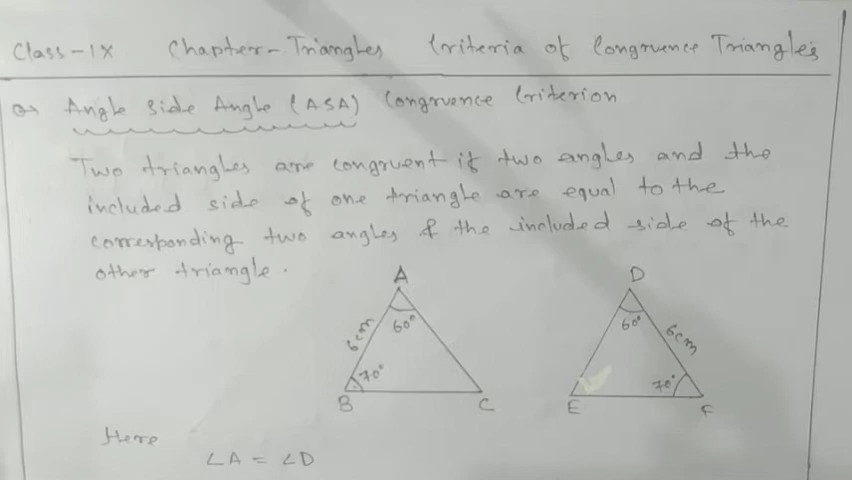 Class-IX Chapter-Triangles Criteria of Congruence Triangles
Angle Side Angle (ASA) Congruence Criterion
Two triangles are congruent if two angles and the
included side of one triangle are equal to the
corresponding two angles & the included side of the
other triangle.
A D
60° 60°
6cm 6cm
70° 70°
B C E F
Here
∠A = ∠D